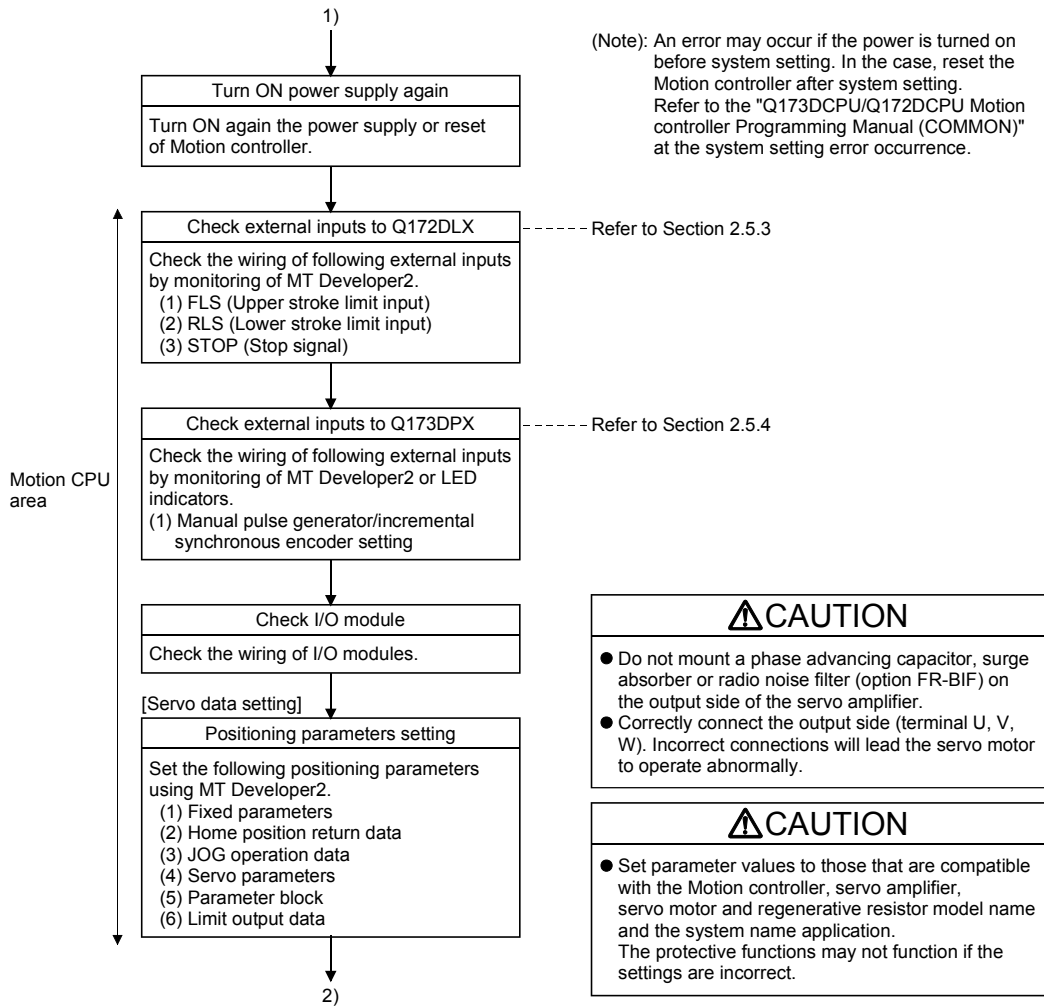 1)
(Note): An error may occur if the power is turned on
before system setting. In the case, reset the
Motion controller after system setting.
Refer to the "Q173DCPU/Q172DCPU Motion
controller Programming Manual (COMMON)"
at the system setting error occurrence.
Turn ON power supply again
Turn ON again the power supply or reset
of Motion controller.
Check external inputs to Q172DLX
Refer to Section 2.5.3
Check the wiring of following external inputs
by monitoring of MT Developer2.
(1) FLS (Upper stroke limit input)
(2) RLS (Lower stroke limit input)
(3) STOP (Stop signal)
Check external inputs to Q173DPX
Refer to Section 2.5.4
Check the wiring of following external inputs
by monitoring of MT Developer2 or LED
indicators.
(1) Manual pulse generator/incremental
synchronous encoder setting
Motion CPU
area
Check I/O module
Check the wiring of I/O modules.
[Servo data setting]
Positioning parameters setting
Set the following positioning parameters
using MT Developer2.
(1) Fixed parameters
(2) Home position return data
(3) JOG operation data
(4) Servo parameters
(5) Parameter block
(6) Limit output data
2)
CAUTION
● Do not mount a phase advancing capacitor, surge
absorber or radio noise filter (option FR-BIF) on
the output side of the servo amplifier.
● Correctly connect the output side (terminal U, V,
W). Incorrect connections will lead the servo motor
to operate abnormally.
CAUTION
● Set parameter values to those that are compatible
with the Motion controller, servo amplifier,
servo motor and regenerative resistor model name
and the system name application.
The protective functions may not function if the
settings are incorrect.